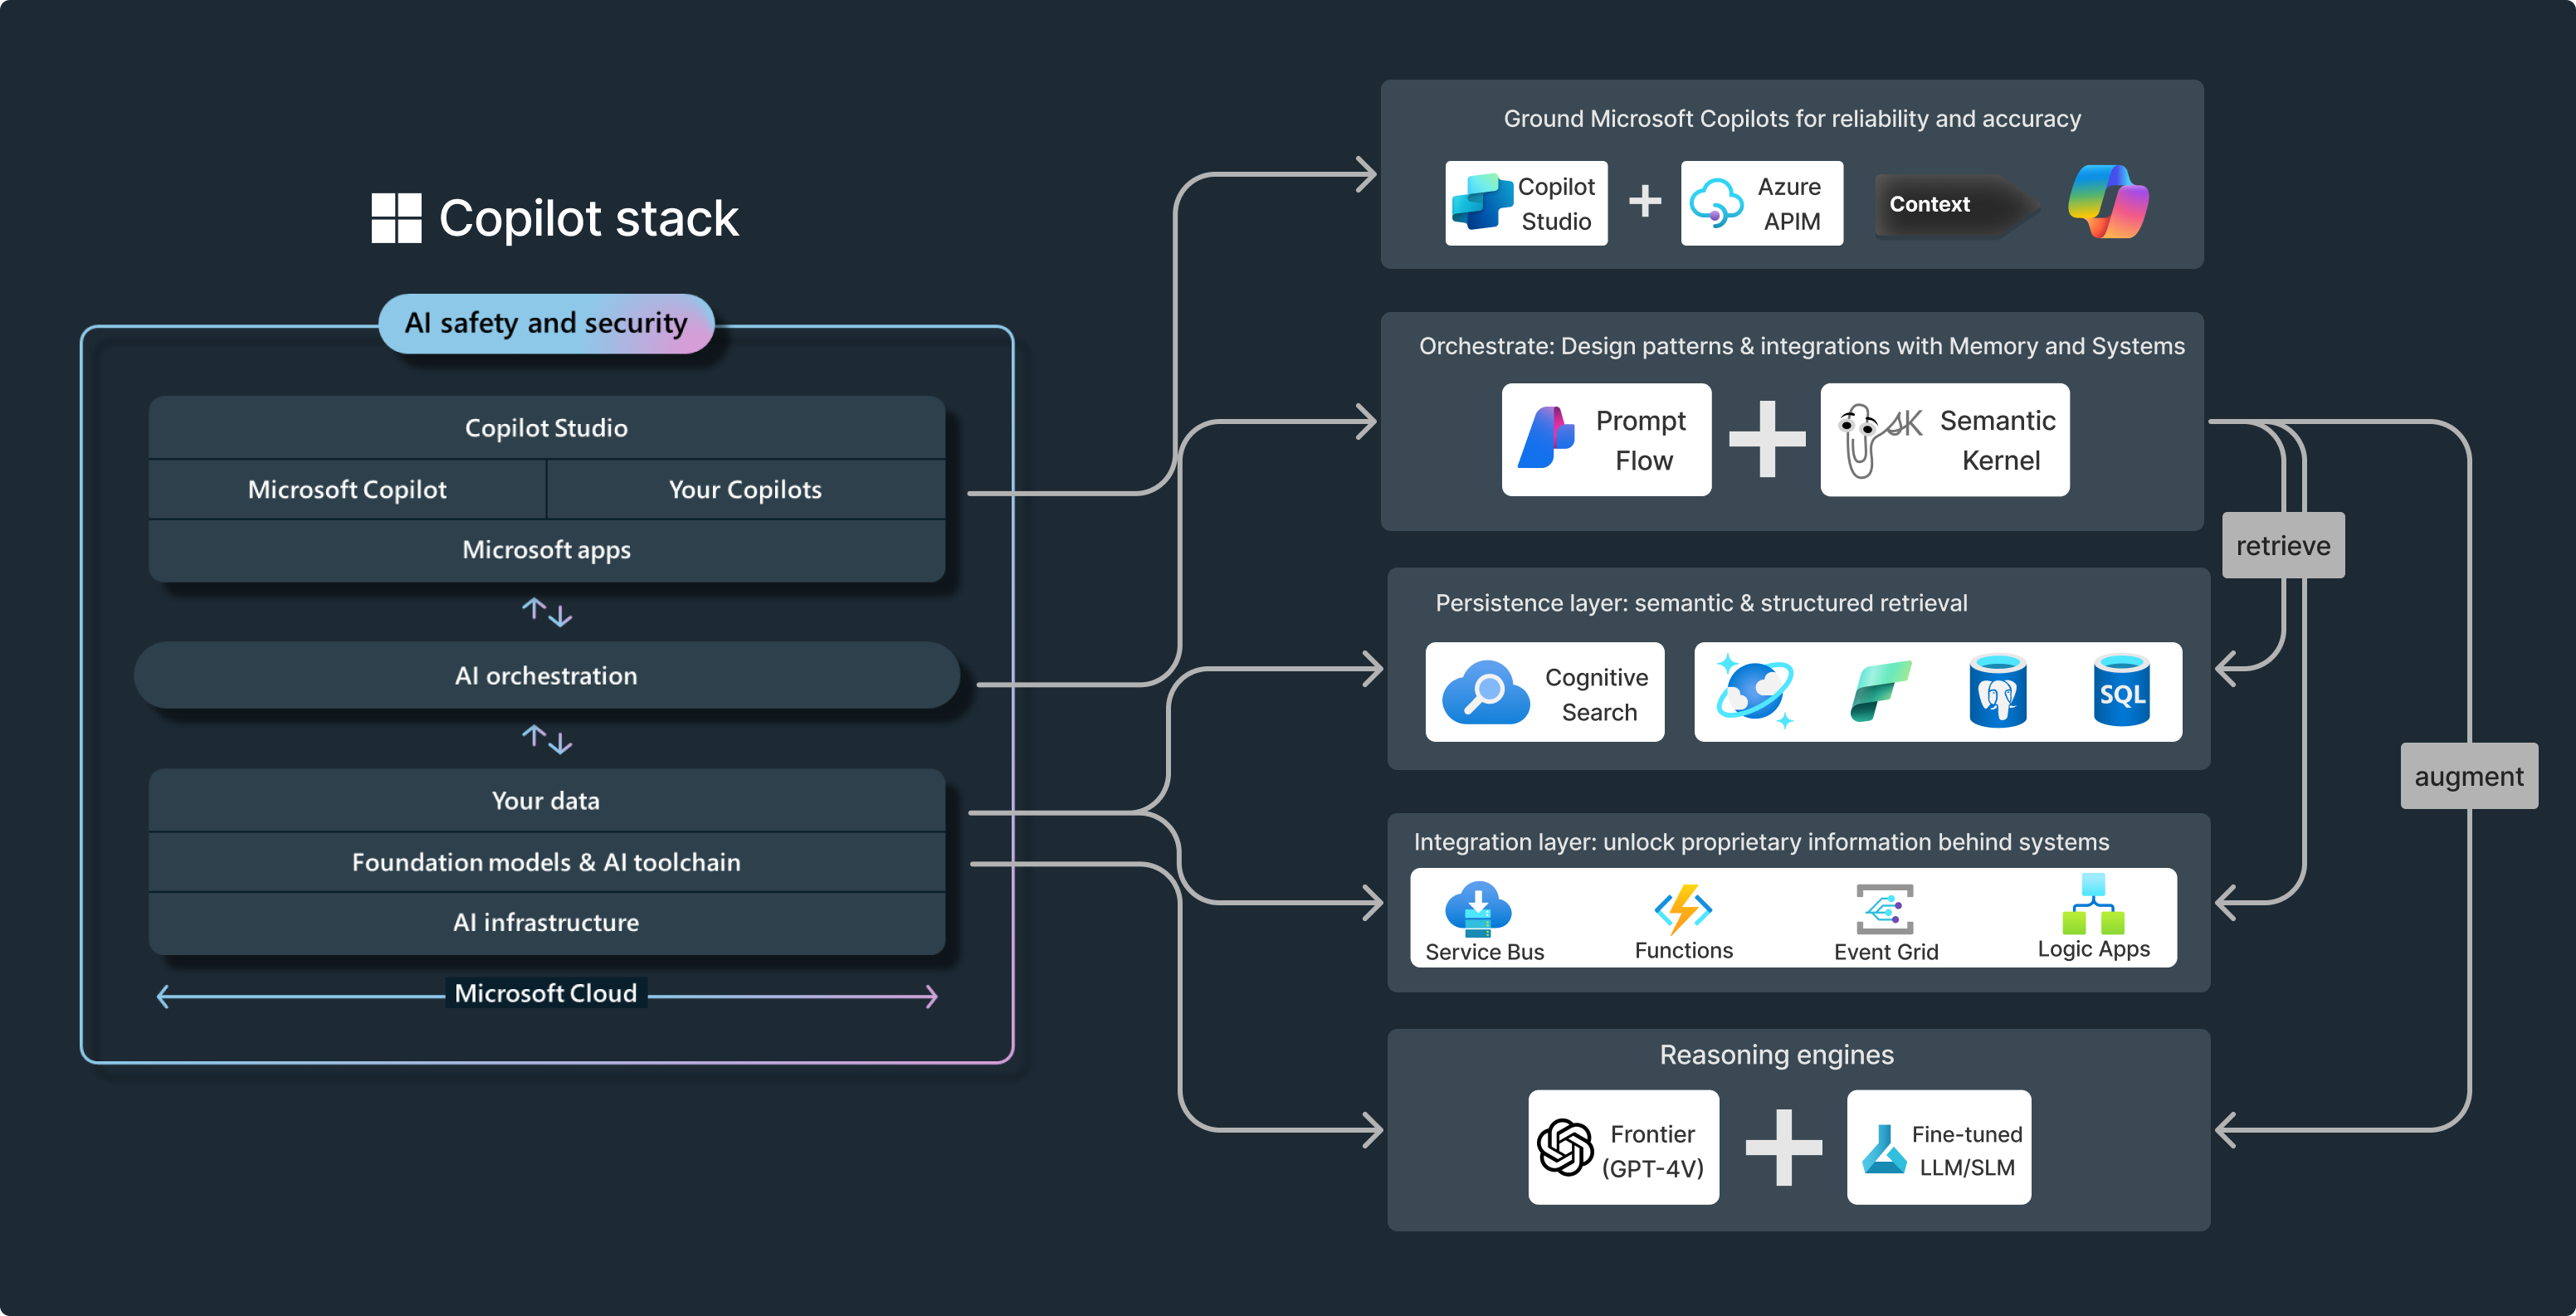 Copilot stack
AI safety and security
Copilot Studio
Microsoft Copilot
Your Copilots
Microsoft apps
AI orchestration
Your data
Foundation models & AI toolchain
AI infrastructure
Microsoft Cloud
Ground Microsoft Copilots for reliability and accuracy
Copilot
Studio
+
Azure
APIM
Context
Orchestrate: Design patterns & integrations with Memory and Systems
Prompt
Flow
+
SK
Semantic
Kernel
retrieve
Persistence layer: semantic & structured retrieval
Cognitive
Search
SQL
augment
Integration layer: unlock proprietary information behind systems
Service Bus
Functions
Event Grid
Logic Apps
Reasoning engines
Frontier
(GPT-4V)
+
Fine-tuned
LLM/SLM